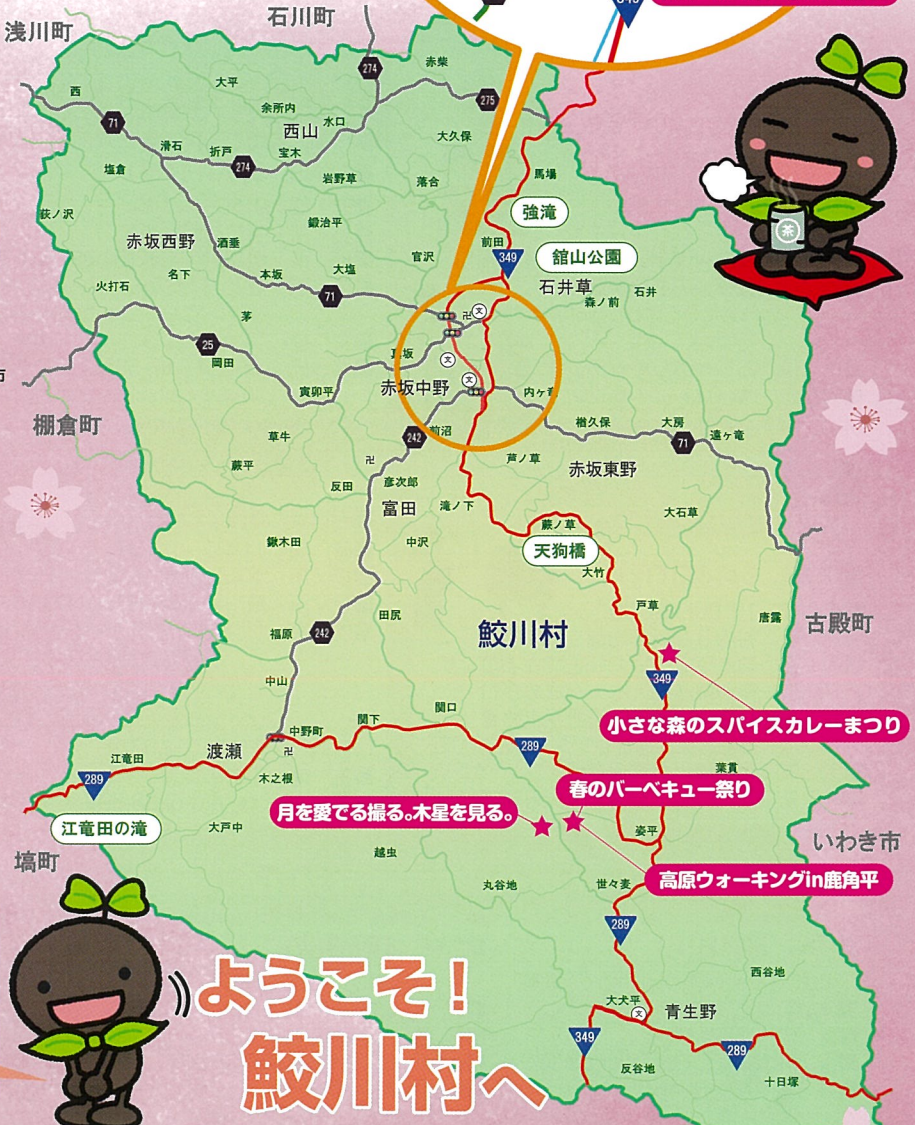 石川町
浅川町
274
赤柴
大平
西
余所内
275
水口
71
西山
大久保
滑石
折戸
宝木
274
塩倉
岩野草
落合
馬場
荻ノ沢
強滝
鍛治平
赤坂西野
酒垂
前田
官沢
349
舘山公園
名下
本坂
大塩
石井草
火打石
71
森ノ前
石井
茅
文
25
真坂
文
岡田
寅卯平
赤坂中野
文
市
棚倉町
楢久保
大房
遠ヶ竜
71
草牛
242
前沼
蕨平
芦ノ草
赤坂東野
反田
彦次郎
富田
滝ノ下
大石草
蕨ノ草
鍬木田
中沢
天狗橋
大竹
戸草
田尻
唐露
古殿町
福原
242
鮫川村
中山
349
関口
小さな森のスパイスカレーまつり
関下
中野町
渡瀬
289
江竜田
葉貫
289
木之根
春のバーベキュー祭り
月を愛でる撮る。木星を見る。
江竜田の滝
大戸中
姿平
いわき市
塙町
越虫
丸谷地
世々麦
高原ウォーキングin鹿角平
289
西谷地
大犬平
文
青生野
349
289
反谷地
十日塚
茶
ようこそ！
鮫川村へ